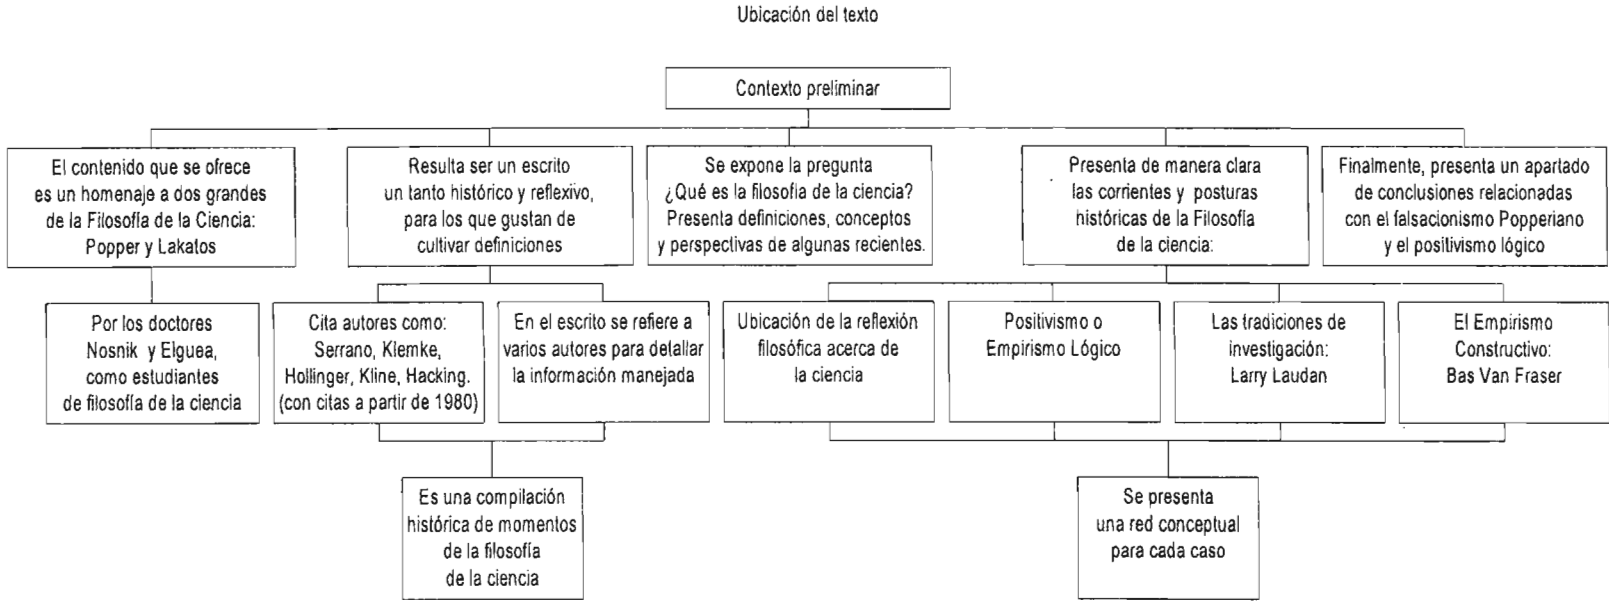 Ubicación del texto
Contexto preliminar
El contenido que se ofrece
es un homenaje a dos grandes
de la Filosofía de la Ciencia:
Popper y Lakatos
Resulta ser un escrito
un tanto histórico y reflexivo,
para los que gustan de
cultivar definiciones
Se expone la pregunta
¿Qué es la filosofia de la ciencia?
Presenta definiciones, conceptos
y perspectivas de algunas recientes.
Presenta de manera clara
las corrientes y posturas
históricas de la Filosofía
de la ciencia:
Finalmente, presenta un apartado
de conclusiones relacionadas
con el falsacionismo Popperiano
y el positivismo lógico
Por los doctores
Nosnik y Elguea,
como estudiantes
de filosofía de la ciencia
Cita autores como:
Serrano, Klemke,
Hollinger, Kline, Hacking.
(con citas a partir de 1980)
En el escrito se refiere a
varios autores para detallar
la información manejada
Ubicación de la reflexión
filosófica acerca de
la ciencia
Positivismo o
Empirismo Lógico
Las tradiciones de
investigación:
Larry Laudan
El Empirismo
Constructivo:
Bas Van Fraser
Es una compilación
histórica de momentos
de la filosofía
de la ciencia
Se presenta
una red conceptual
para cada caso